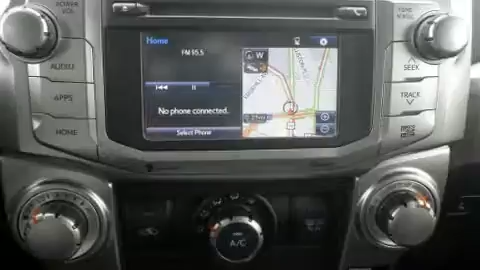 POWER
VOL
TUNE
SCROLL
Home
FM 95.5
W
AUDIO
SEEK
APPS
No phone connected.
TRACK
HOME
Select Phone
A/C